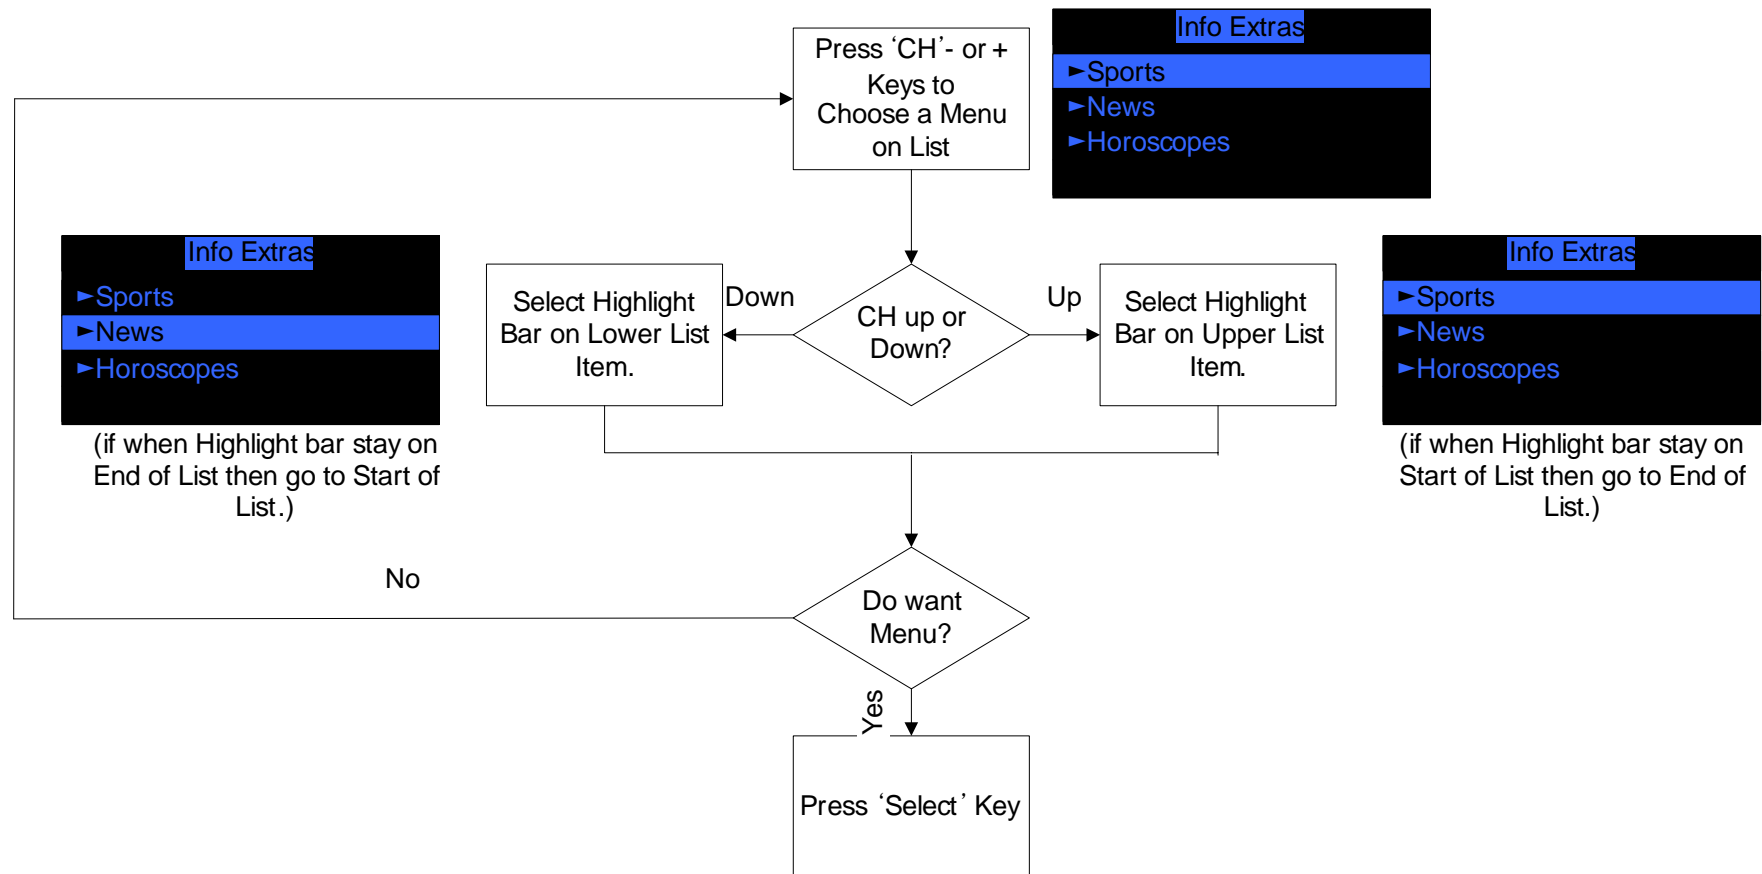 Press ‘CH’- or +
Keys to
Choose a Menu
on List
Info Extras
►Sports
►News
►Horoscopes
Info Extras
►Sports
►News
►Horoscopes
(if when Highlight bar stay on
End of List then go to Start of
List.)
Select Highlight
Bar on Lower List
Item.
Down
CH up or
Down?
Up
Select Highlight
Bar on Upper List
Item.
Info Extras
►Sports
►News
►Horoscopes
(if when Highlight bar stay on
Start of List then go to End of
List.)
No
Do want
Menu?
Yes
Press ‘Select’ Key